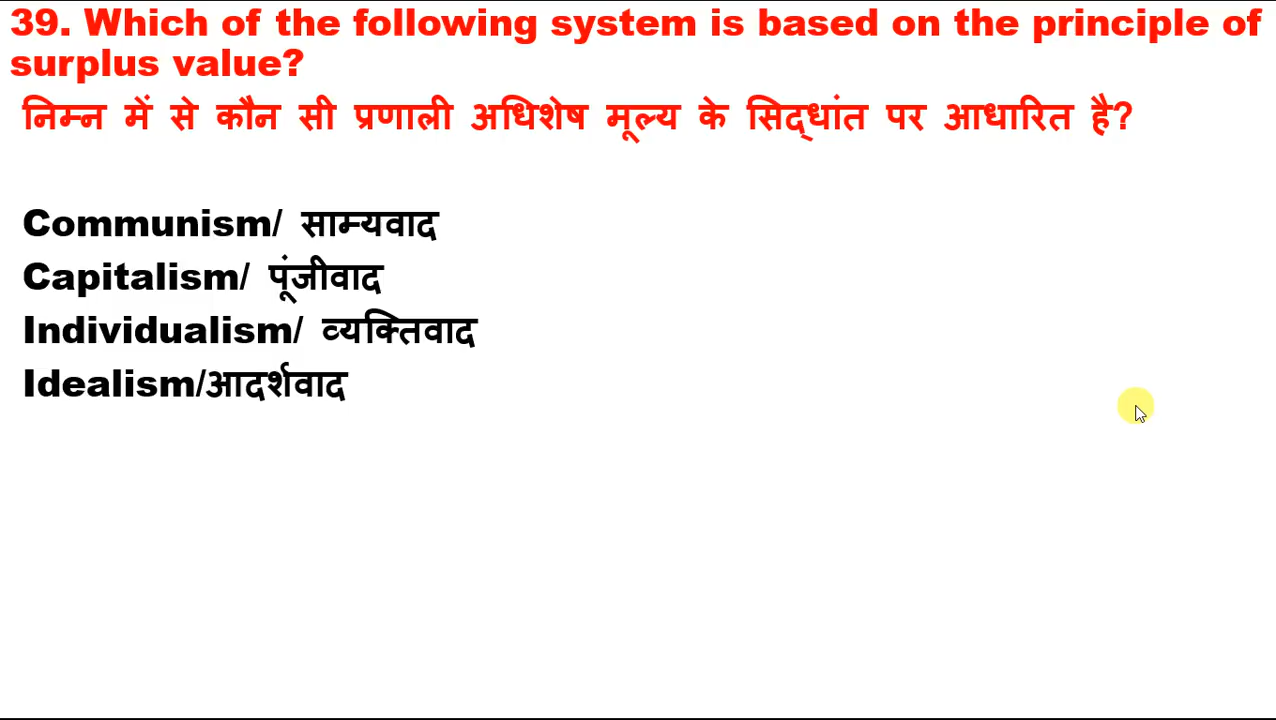 39. Which of the following system is based on the principle of
surplus value?
निम्न में से कौन सी प्रणाली अधिशेष मूल्य के सिद्धांत पर आधारित है?
Communism/ साम्यवाद
Capitalism/ पूंजीवाद
Individualism/ व्यक्तिवाद
Idealism/आदर्शवाद